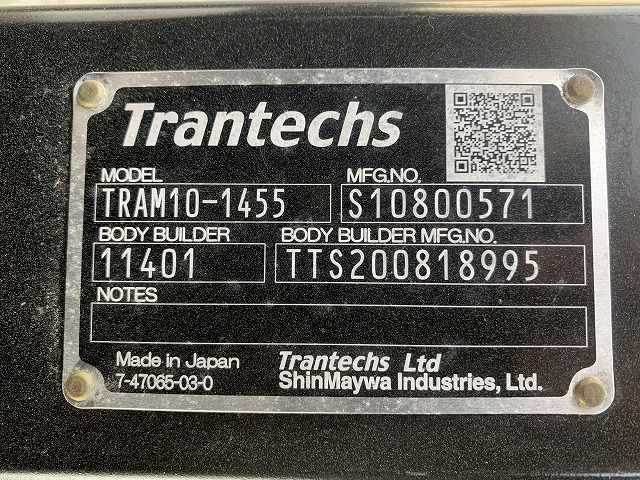 Trantechs
MODEL MFG.NO.
TRAM10-1455 S10800571
BODY BUILDER BODY BUILDER MFG.NO.
11401 TTS200818995
NOTES
Made in Japan Trantechs Ltd
7-47065-03-0 ShinMaywa Industries, Ltd.